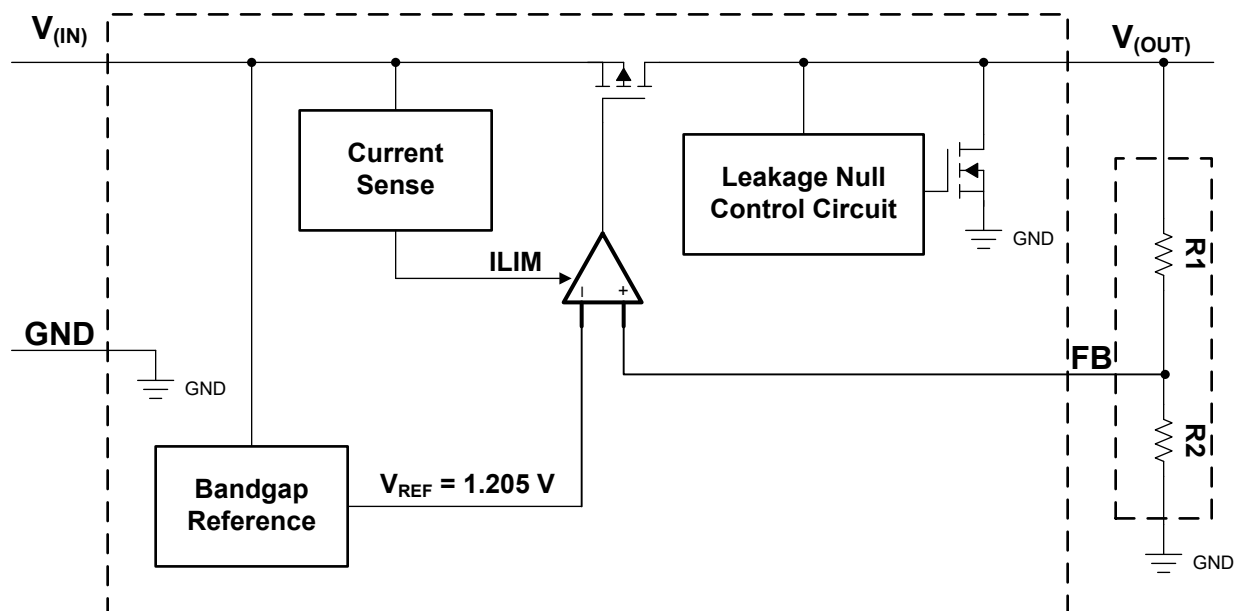 V(IN)
V(OUT)
Current
Sense
Leakage Null
Control Circuit
GND
R1
ILIM
– +
GND
GND
FB
R2
Bandgap
Reference
VREF = 1.205 V
GND